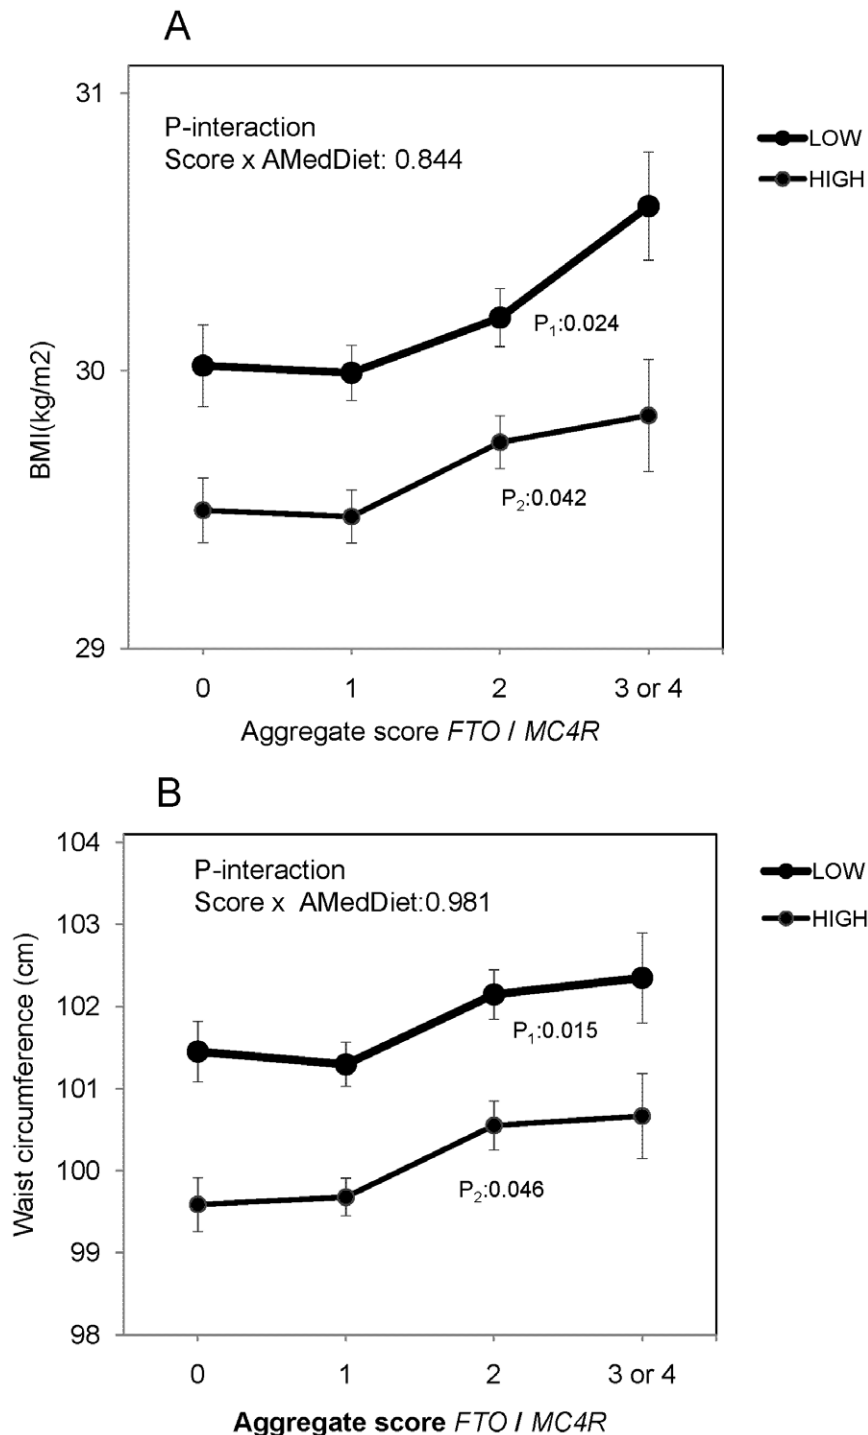 A
31
P-interaction
Score x AMedDiet: 0.844
LOW
HIGH
P1:0.024
30
BMI(kg/m2)
P2:0.042
29
0 1 2 3 or 4
Aggregate score FTO / MC4R
B
104
P-interaction
Score x AMedDiet:0.981
LOW
HIGH
103
102
P1:0.015
Waist circumference (cm)
101
100
P2:0.046
99
98
0 1 2 3 or 4
Aggregate score FTO / MC4R